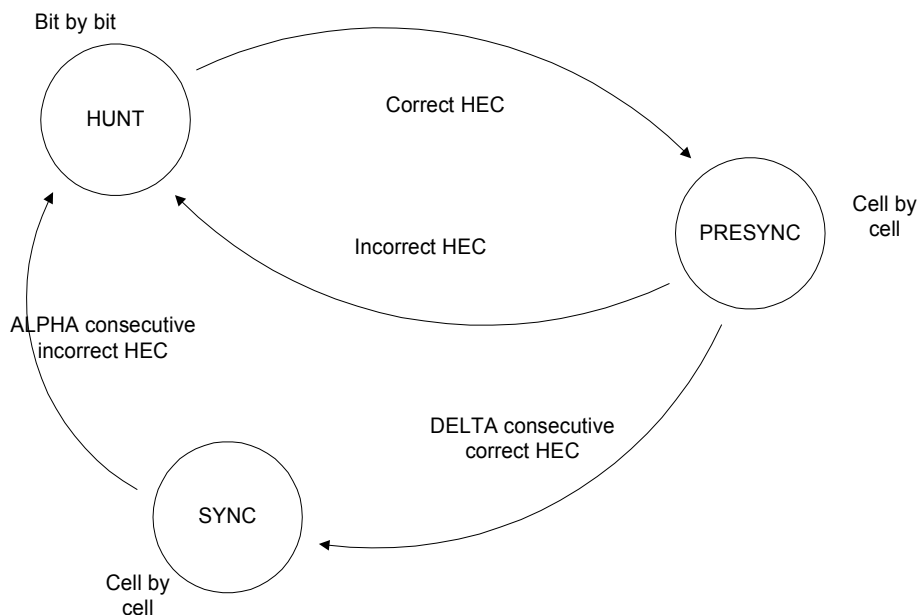 Bit by bit
HUNT
Correct HEC
Cell by
cell
PRESYNC
Incorrect HEC
ALPHA consecutive
incorrect HEC
DELTA consecutive
correct HEC
SYNC
Cell by
cell